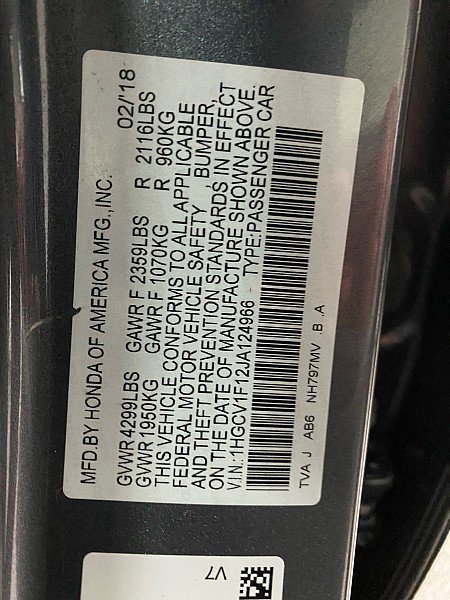 MFD.BY HONDA OF AMERICA MFG.,INC. 02/'18
GVWR 4299LBS GAWR F 2359LBS R 2116LBS
GVWR 1950KG GAWR F 1070KG R 960KG
THIS VEHICLE CONFORMS TO ALL APPLICABLE
FEDERAL MOTOR VEHICLE SAFETY, BUMPER,
AND THEFT PREVENTION STANDARDS IN EFFECT
ON THE DATE OF MANUFACTURE SHOWN ABOVE.
V.I.N.:1HGCV1F12JA124966 TYPE:PASSENGER CAR
TVA J AB6 NH797MV B .A
V7